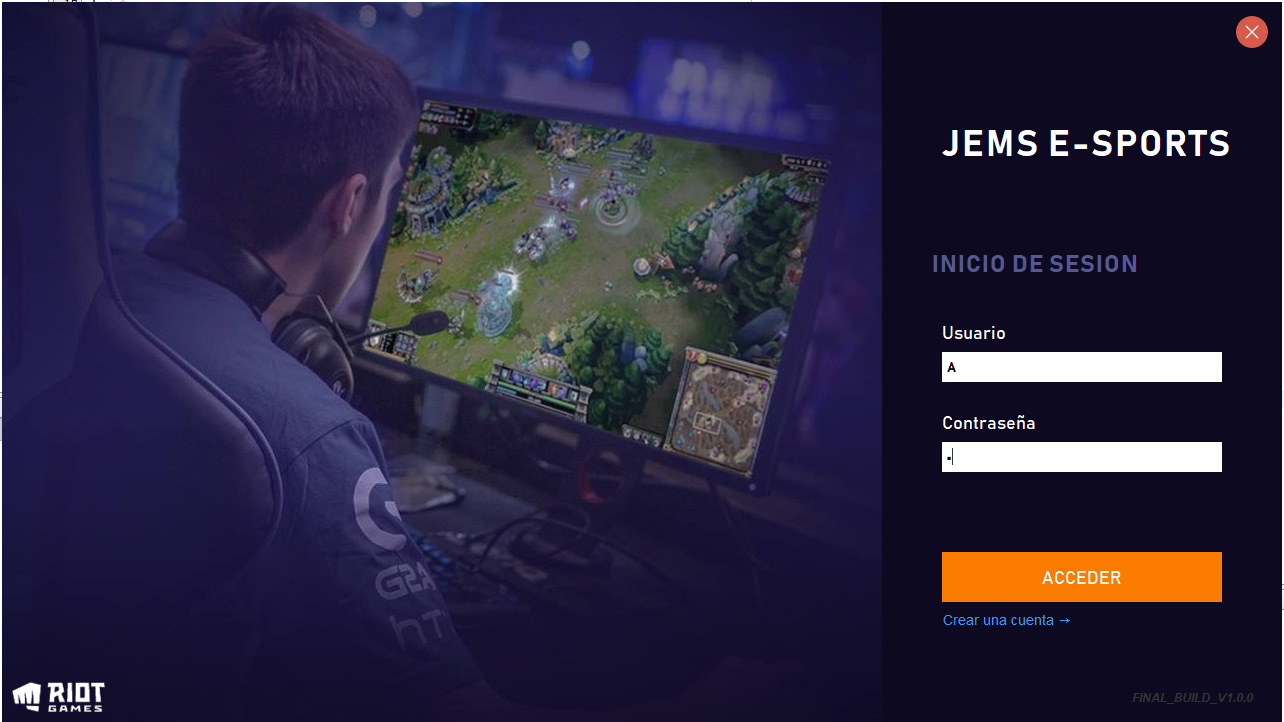 JEMS E-SPORTS
INICIO DE SESION
Usuario
A
Contraseña
ACCEDER
Crear una cuenta →
RIOT
GAMES
FINAL_BUILD_V1.0.0